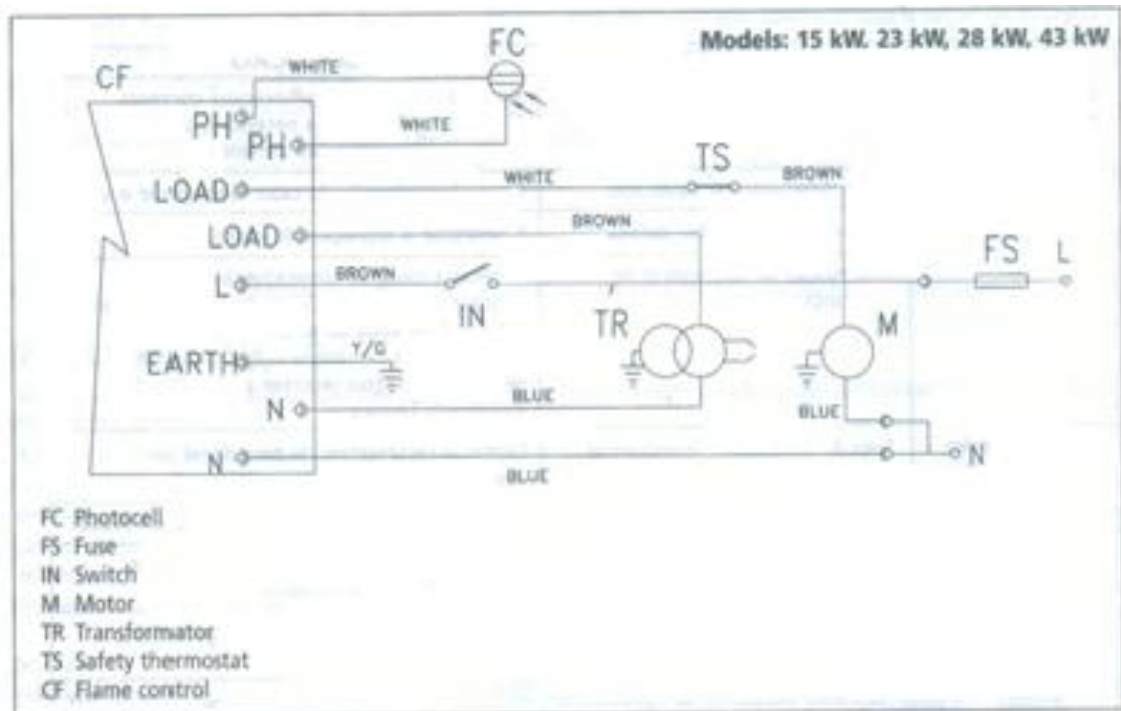 Models: 15 kW. 23 kW, 28 kW, 43 kW
FC
CF
WHITE
PH
WHITE
PH
TS
WHITE
BROWN
LOAD
BROWN
LOAD
FS
L
BROWN
L
IN
TR
M
Y/G
EARTH
BLUE
BLUE
N
N
N
BLUE
FC Photocell
FS Fuse
IN Switch
M Motor
TR Transformator
TS Safety thermostat
CF Flame control